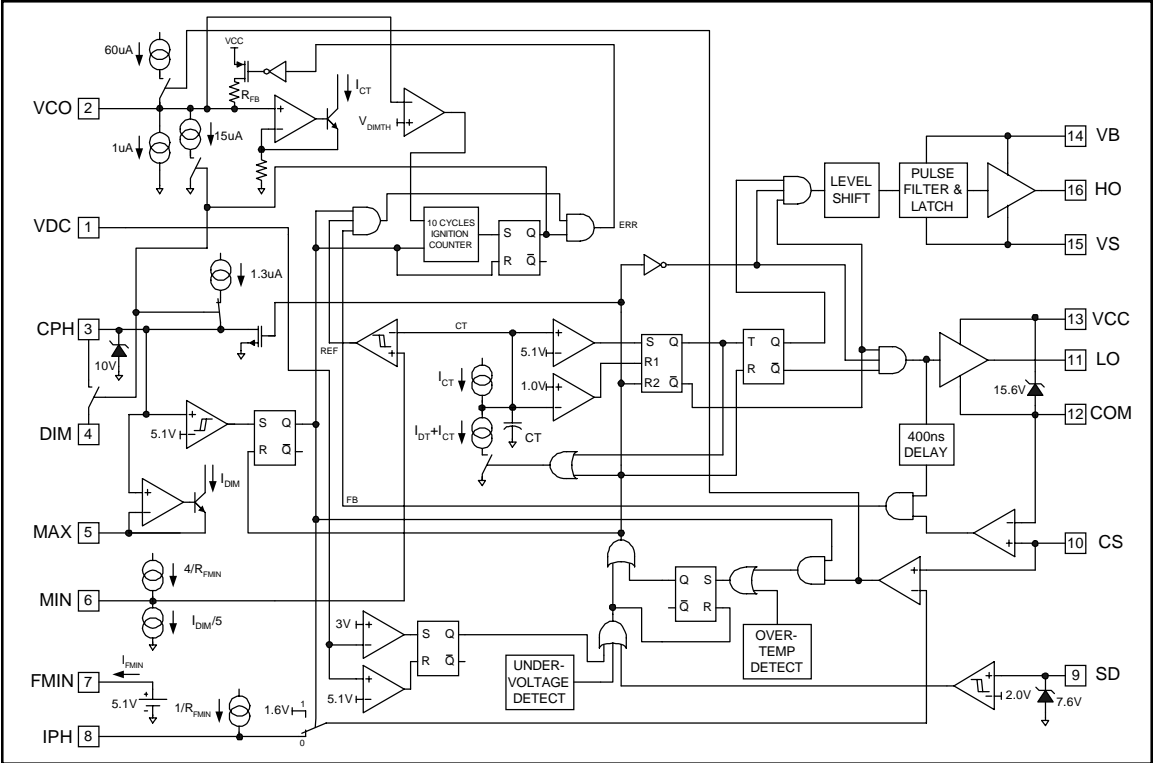 60uA
VCC
R_FB
I_CT
VCO 2
1uA
15uA
+
−
V_DIMTH
−
+
14 VB
LEVEL SHIFT
PULSE FILTER & LATCH
16 HO
15 VS
VDC 1
10 CYCLES IGNITION COUNTER
S Q
R Q̅
ERR
1.3uA
CPH 3
10V
REF
CT
+
5.1V −
1.0V +
−
S Q
R1
R2 Q̅
T Q
R Q̅
13 VCC
11 LO
15.6V
12 COM
I_CT
I_DT+I_CT
CT
400ns DELAY
DIM 4
+
5.1V −
S Q
R Q̅
I_DIM
+
−
MAX 5
FB
−
+
10 CS
4/R_FMIN
MIN 6
I_DIM/5
Q S
Q̅ R
+
−
3V +
−
S Q
R Q̅
+
5.1V −
UNDER-VOLTAGE DETECT
OVER-TEMP DETECT
I_FMIN
FMIN 7
5.1V
+
−
+
− 2.0V
9 SD
7.6V
1/R_FMIN
1.6V
1
0
IPH 8